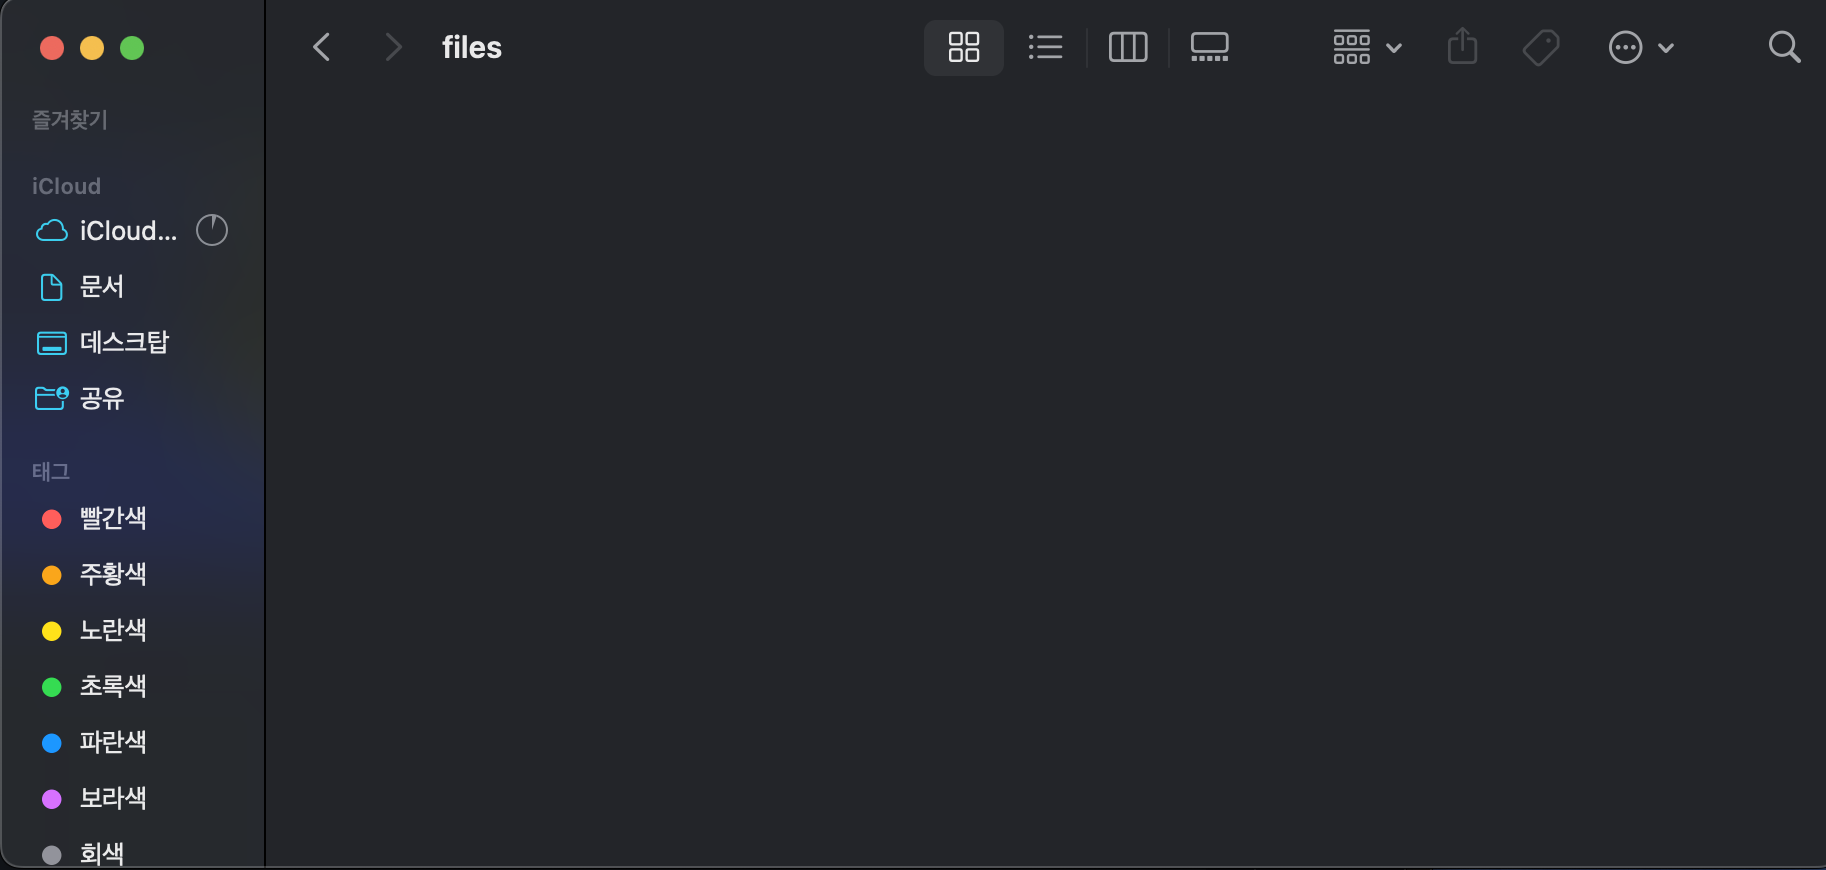 files
즐겨찾기
iCloud
iCloud...
문서
데스크탑
공유
태그
빨간색
주황색
노란색
초록색
파란색
보라색
회색